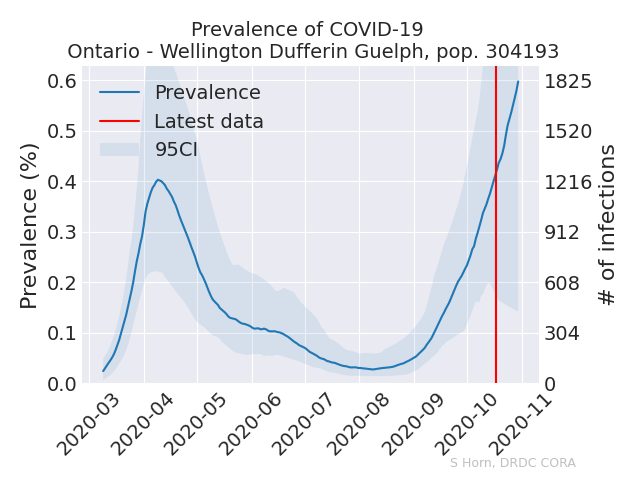 Prevalence of COVID-19
Ontario - Wellington Dufferin Guelph, pop. 304193
Prevalence
Latest data
95CI
Prevalence (%)
0.6
0.5
0.4
0.3
0.2
0.1
0.0
1825
1520
1216
912
608
304
0
# of infections
2020-03
2020-04
2020-05
2020-06
2020-07
2020-08
2020-09
2020-10
2020-11
S Horn, DRDC CORA